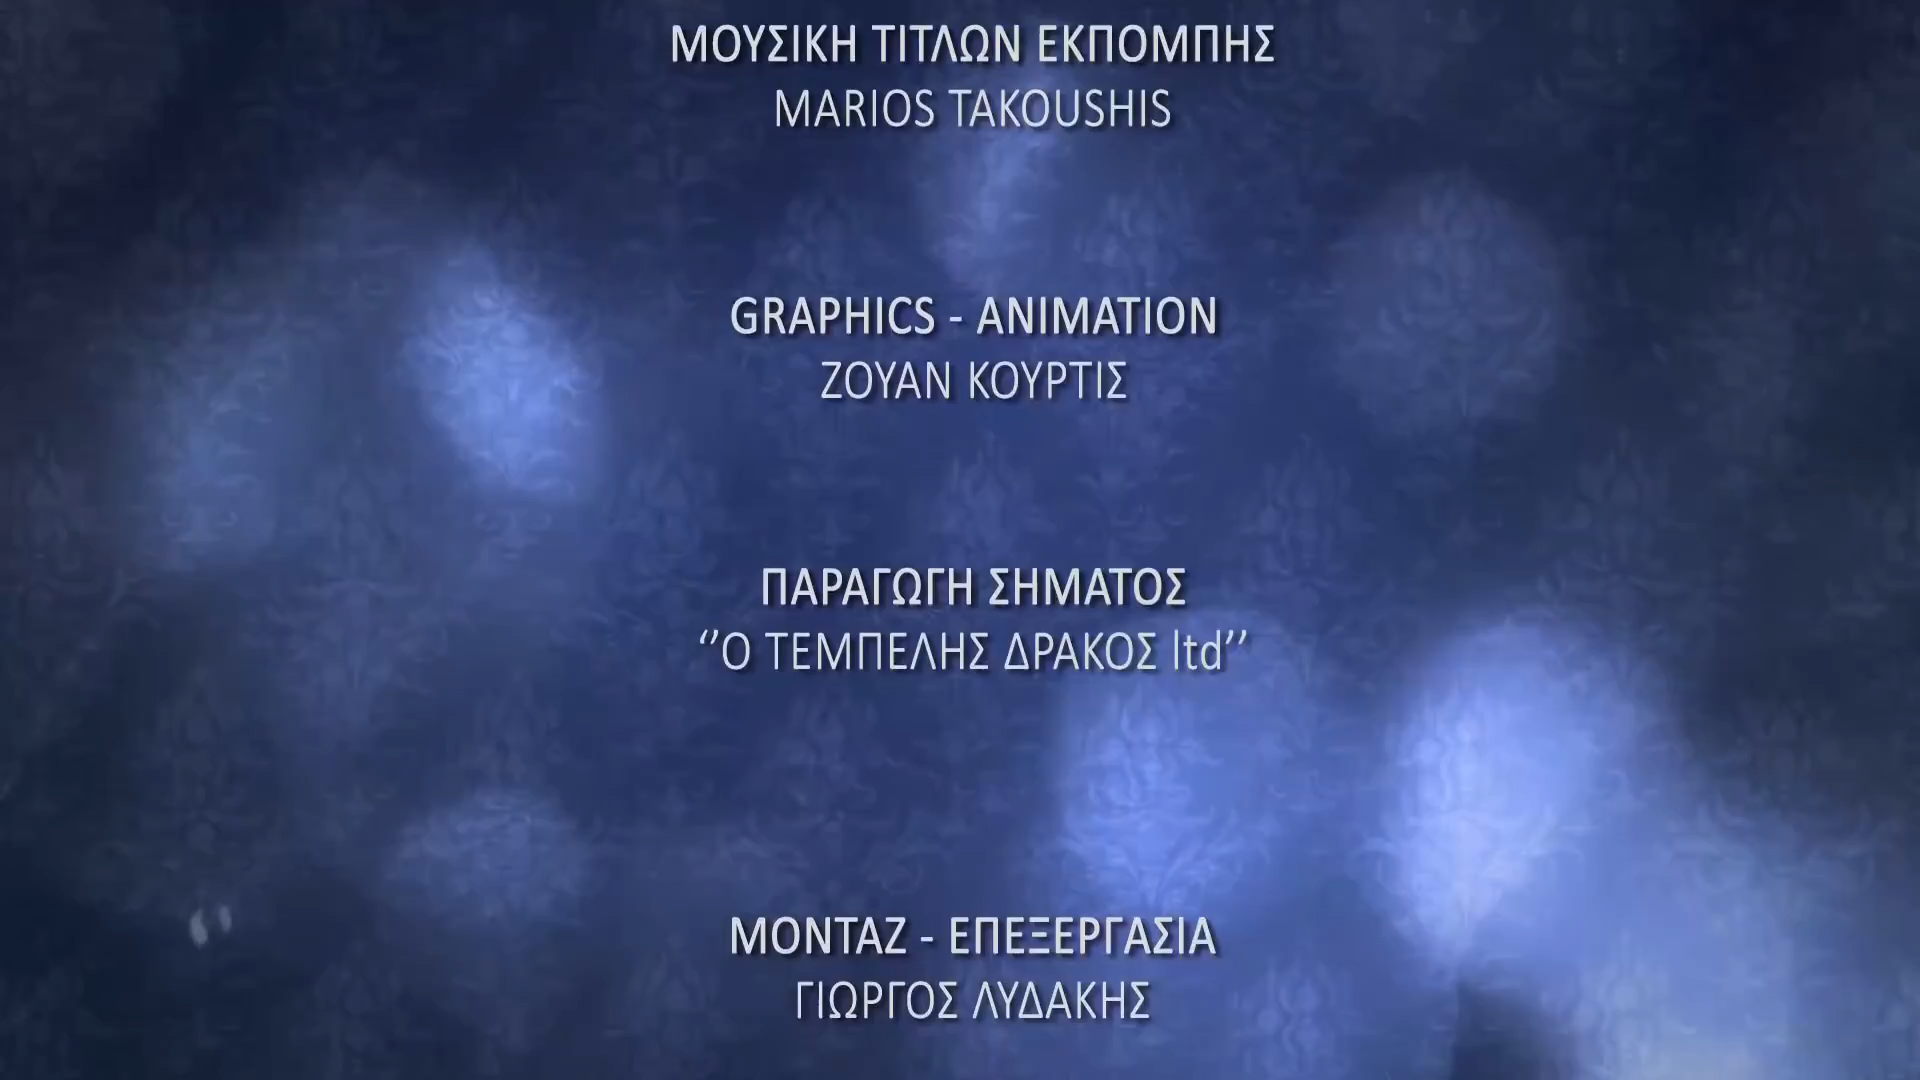 ΜΟΥΣΙΚΗ ΤΙΤΛΩΝ ΕΚΠΟΜΠΗΣ
MARIOS TAKOUSHIS
GRAPHICS - ANIMATION
ΖΟΥΑΝ ΚΟΥΡΤΙΣ
ΠΑΡΑΓΩΓΗ ΣΗΜΑΤΟΣ
‘’Ο ΤΕΜΠΕΛΗΣ ΔΡΑΚΟΣ ltd’’
ΜΟΝΤΑΖ - ΕΠΕΞΕΡΓΑΣΙΑ
ΓΙΩΡΓΟΣ ΛΥΔΑΚΗΣ